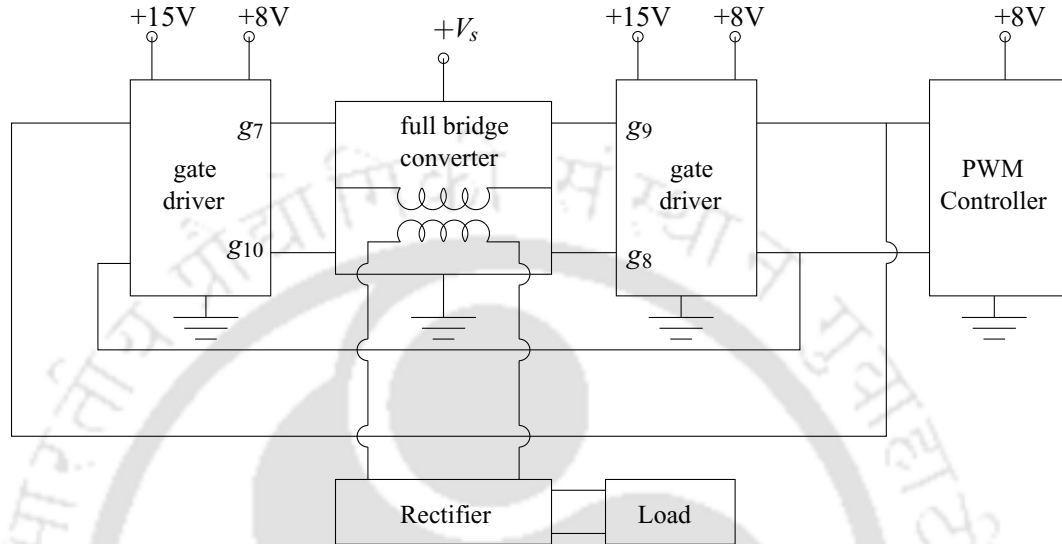 +15V
+8V
+Vs
+15V
+8V
+8V
g7
gate
driver
g10
full bridge
converter
g9
gate
driver
g8
PWM
Controller
Rectifier
Load